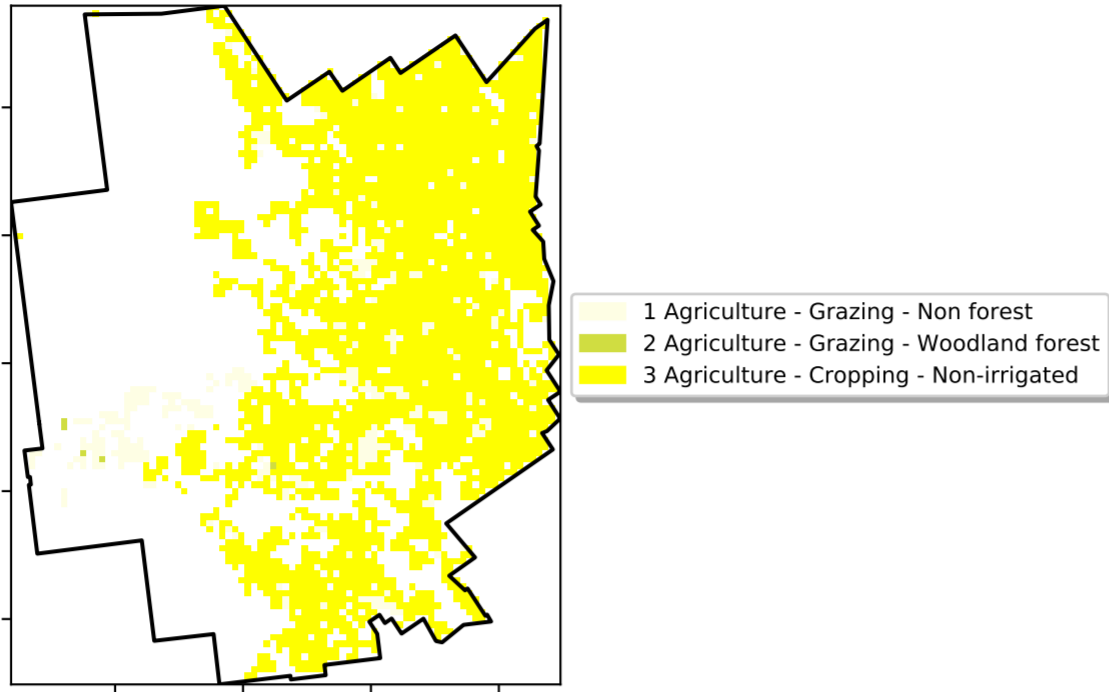 1 Agriculture - Grazing - Non forest
2 Agriculture - Grazing - Woodland forest
3 Agriculture - Cropping - Non-irrigated